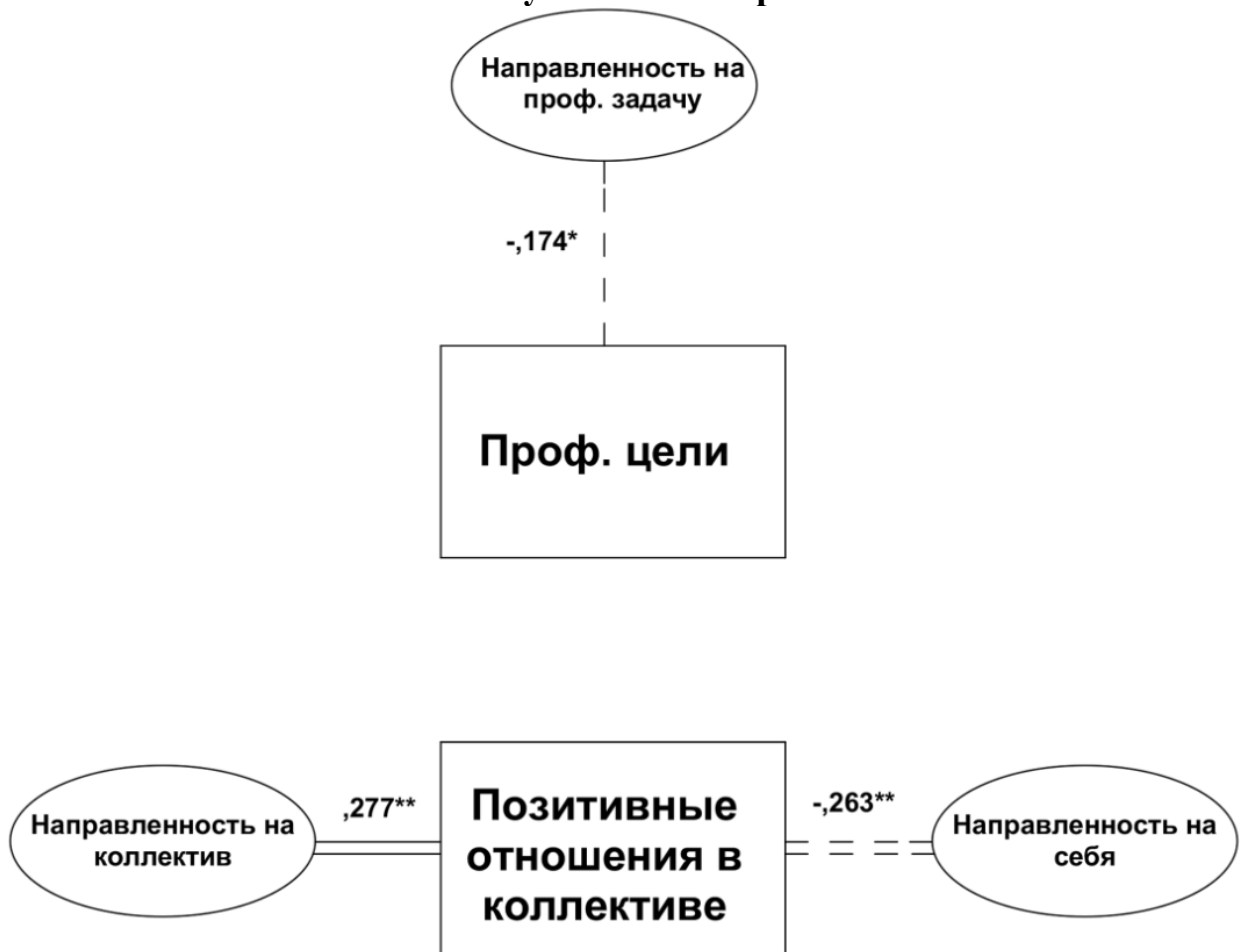 Направленность на
проф. задачу
-,174*
Проф. цели
,277**
Позитивные
отношения в
коллективе
-,263**
Направленность на
коллектив
Направленность на
себя